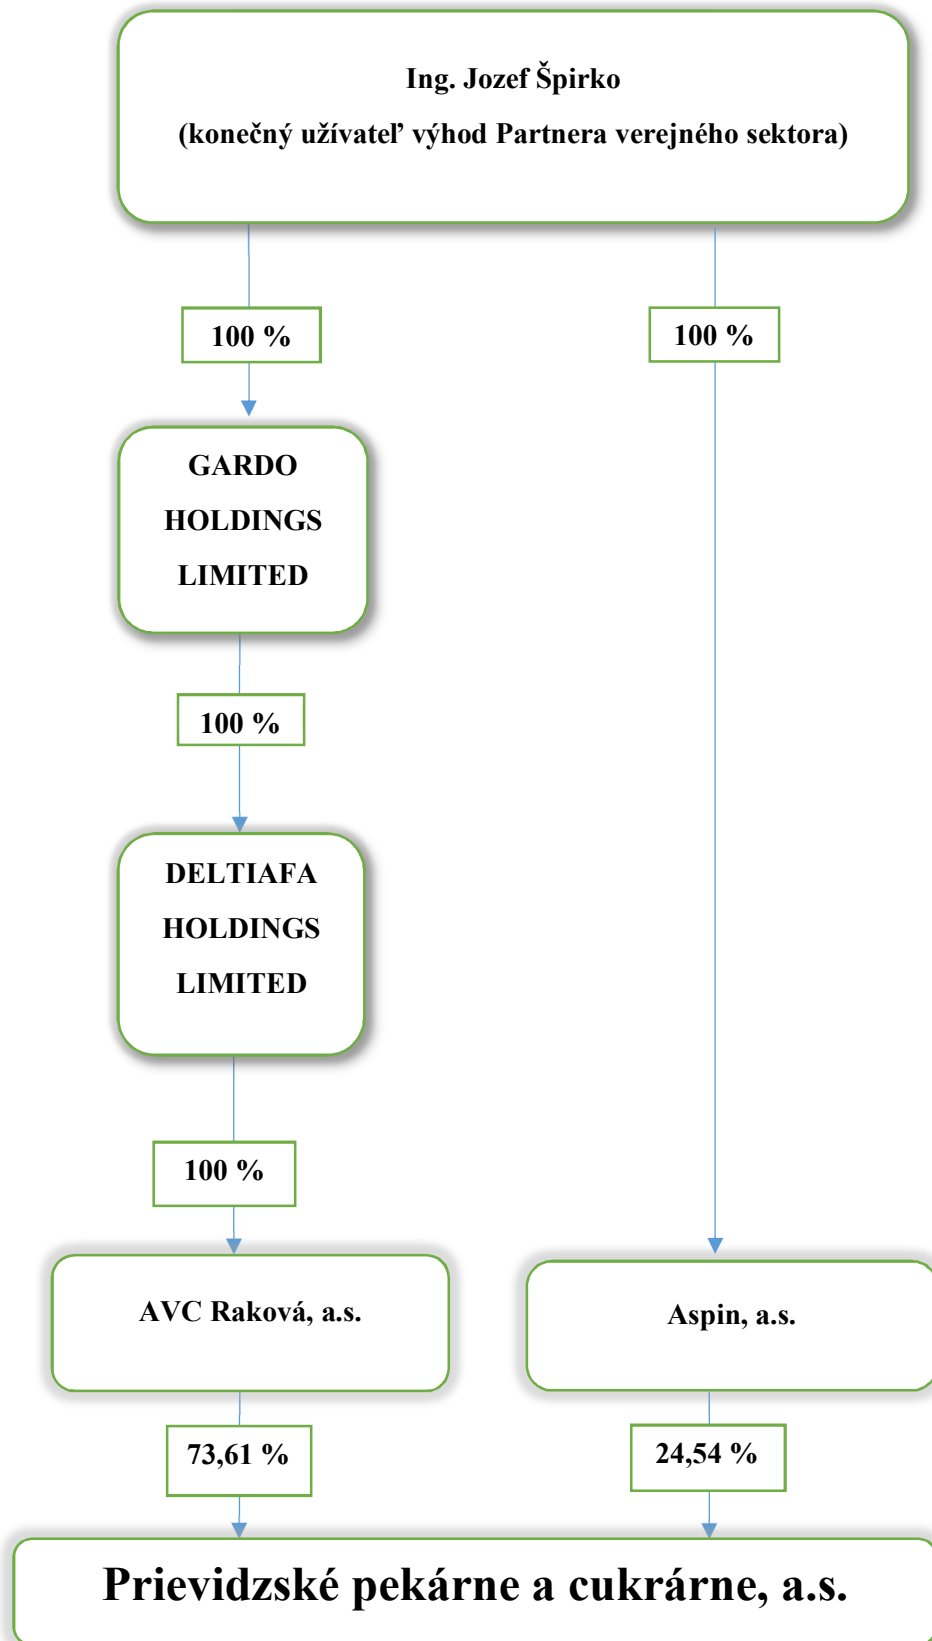 Ing. Jozef Špirko
(konečný užívateľ výhod Partnera verejného sektora)
100 %
100 %
GARDO
HOLDINGS
LIMITED
100 %
DELTIAFA
HOLDINGS
LIMITED
100 %
AVC Raková, a.s.
Aspin, a.s.
73,61 %
24,54 %
Prievidzské pekárne a cukrárne, a.s.